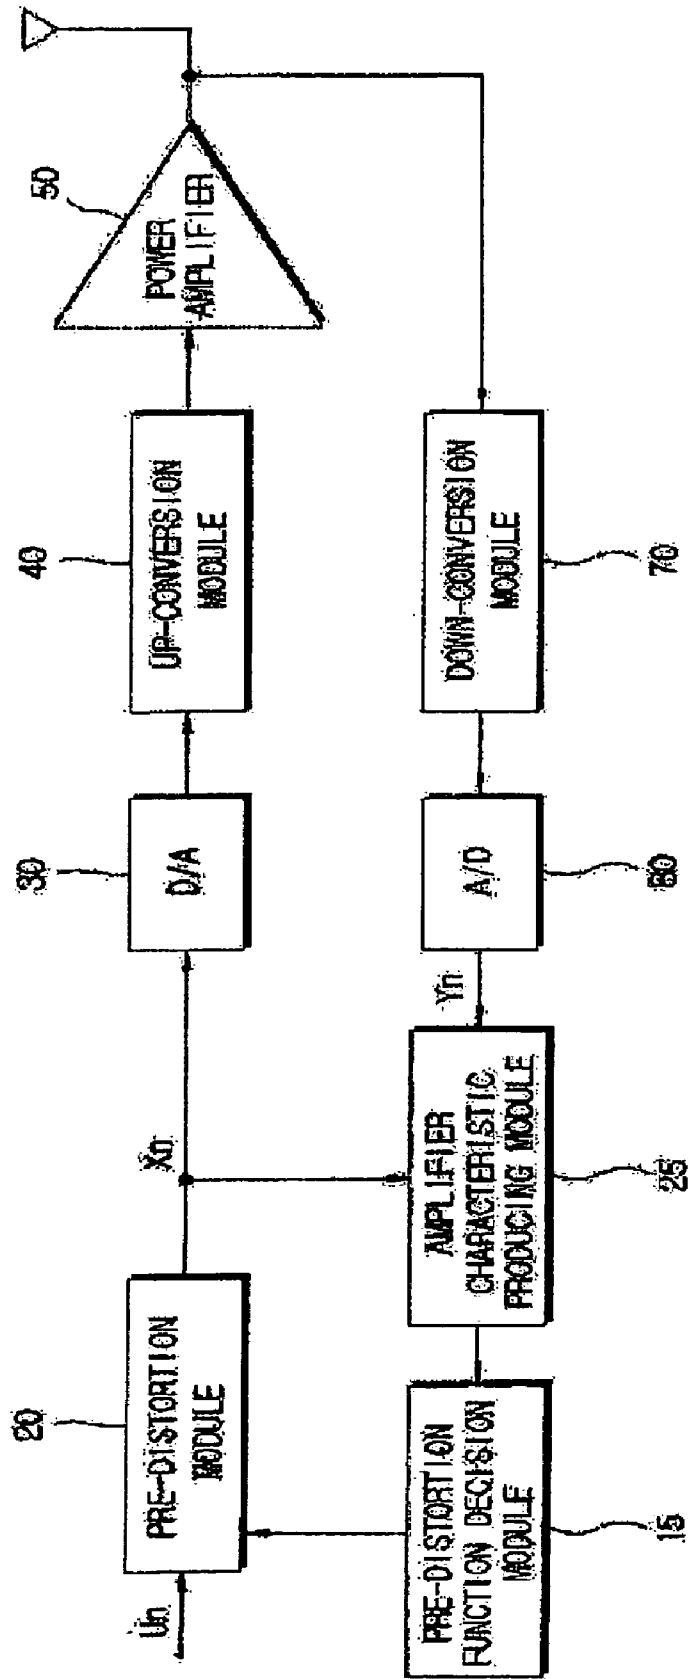 Un
20
PRE-DISTORTION
MODULE
Xn
30
D/A
40
UP-CONVERSION
MODULE
50
POWER
AMPLIFIER
PRE-DISTORTION
FUNCTION DECISION
MODULE
15
AMPLIFIER
CHARACTERISTIC
PRODUCING MODULE
25
Yn
A/D
80
DOWN-CONVERSION
MODULE
70